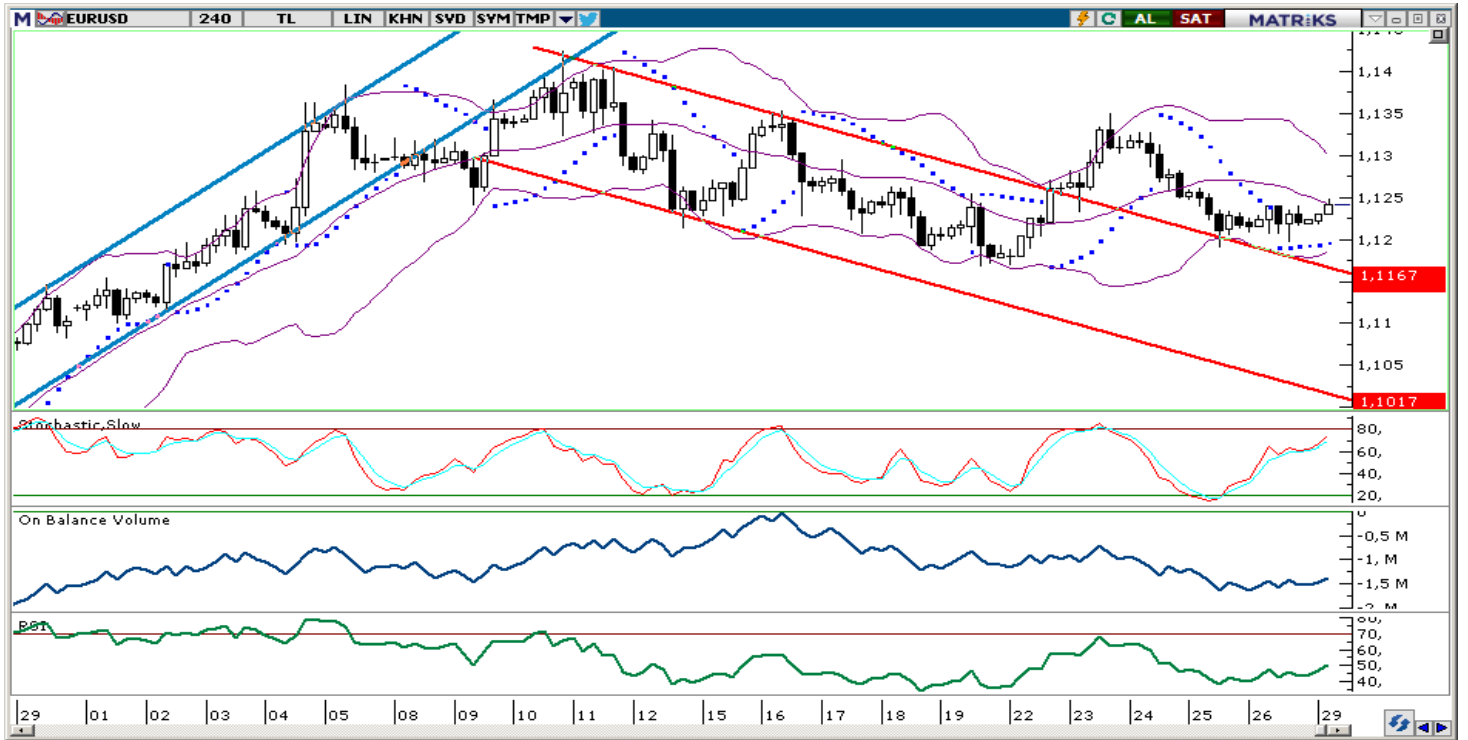 M EURUSD 240 TL LIN KHN SVD SYM TMP AL SAT MATRiKS
1,14
1,135
1,13
1,125
1,12
1,1167
1,11
1,105
1,1017
Stochastic,Slow
80,
60,
40,
20,
On Balance Volume
0
-0,5 M
-1, M
-1,5 M
-2, M
RSI
80,
70,
60,
50,
40,
29 01 02 03 04 05 08 09 10 11 12 15 16 17 18 19 22 23 24 25 26 29